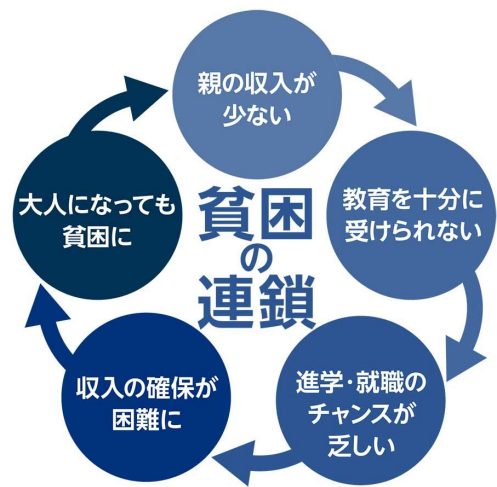 貧困
の
連鎖
親の収入が
少ない
教育を十分に
受けられない
進学・就職の
チャンスが
乏しい
収入の確保が
困難に
大人になっても
貧困に